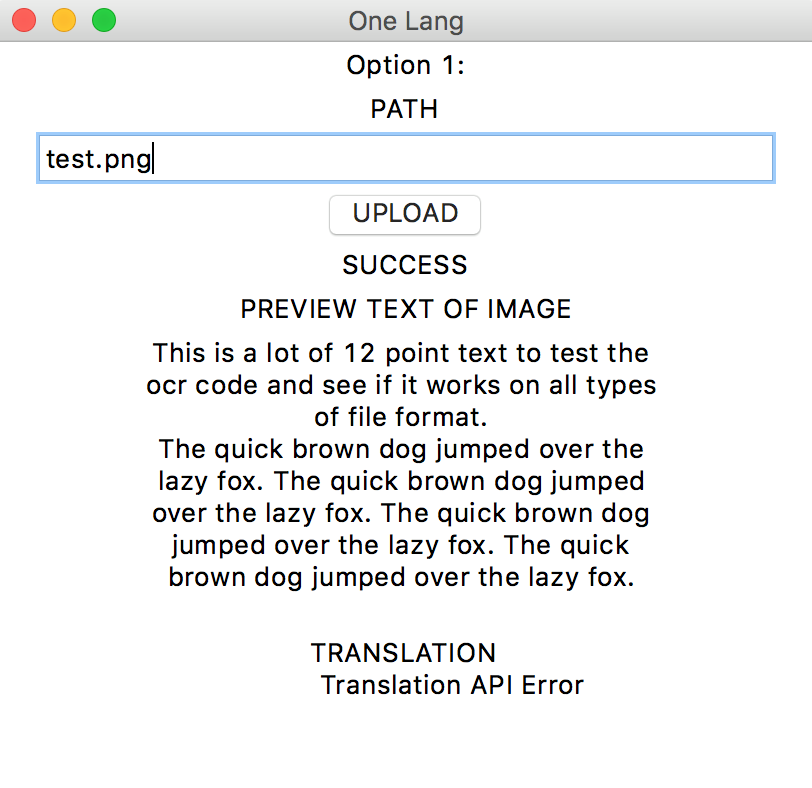 One Lang
Option 1:
PATH
test.png
UPLOAD
SUCCESS
PREVIEW TEXT OF IMAGE
This is a lot of 12 point text to test the
ocr code and see if it works on all types
of file format.
The quick brown dog jumped over the
lazy fox. The quick brown dog jumped
over the lazy fox. The quick brown dog
jumped over the lazy fox. The quick
brown dog jumped over the lazy fox.
TRANSLATION
Translation API Error